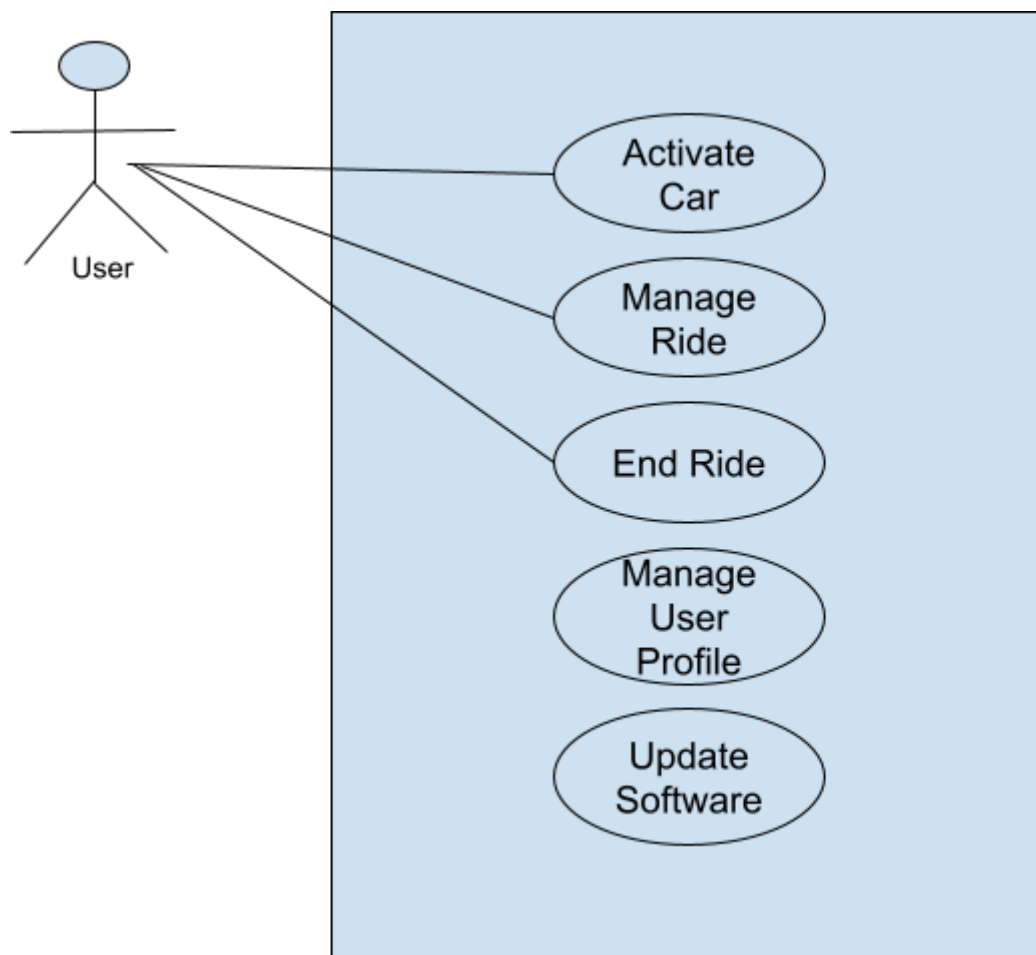 Activate
Car
User
Manage
Ride
End Ride
Manage
User
Profile
Update
Software